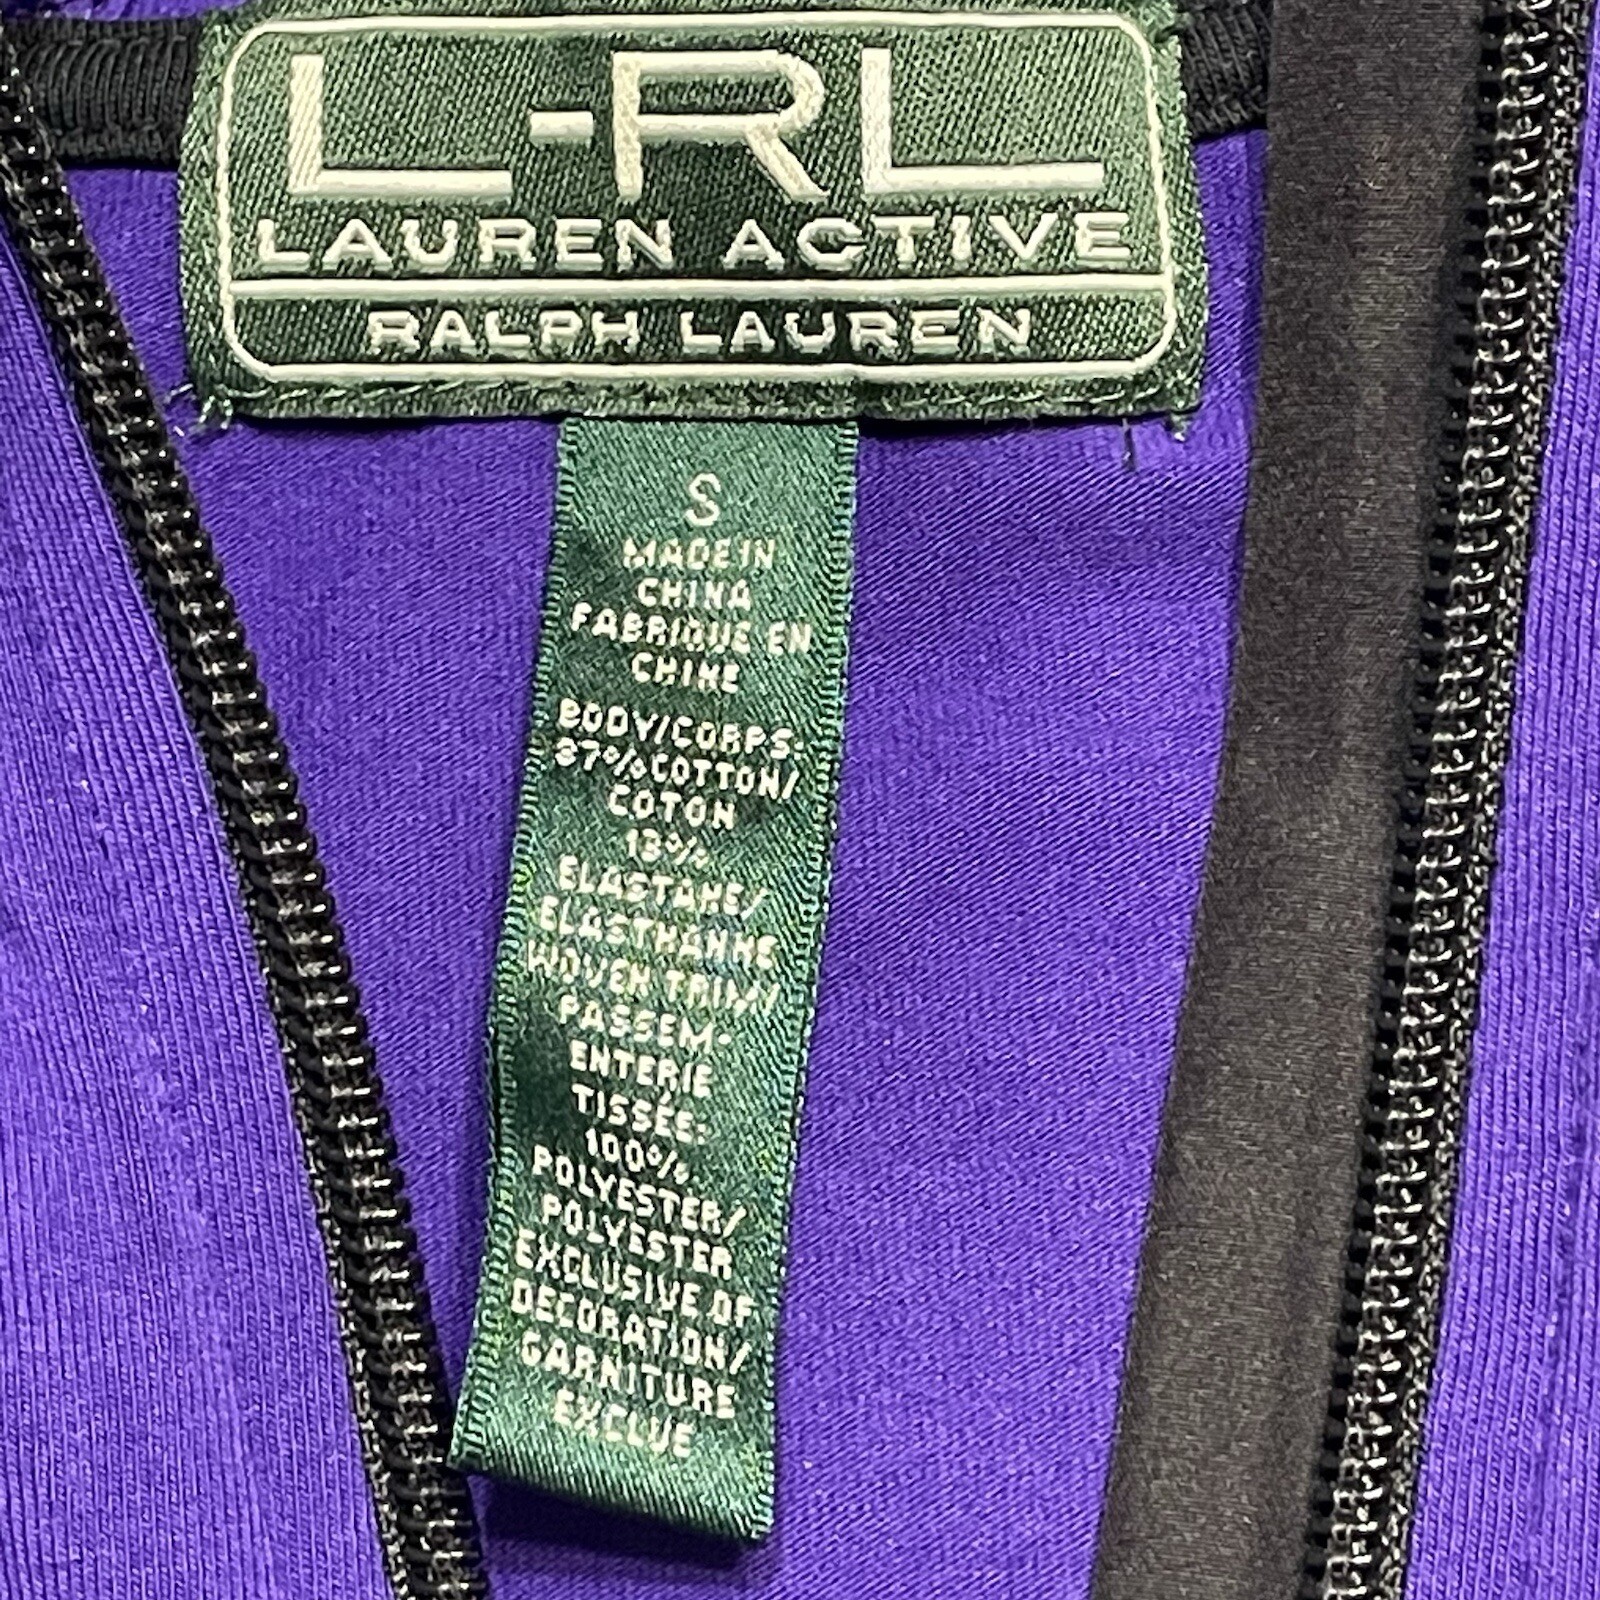 L-RL
LAUREN ACTIVE
RALPH LAUREN
S
MADE IN
CHINA
FABRIQUE EN
CHINE
BODY/CORPS:
87%COTTON/
COTON
13%
ELASTANE/
ELASTHANNE
WOVEN TRIM/
PASSEM-
ENTERIE
TISSÉE:
100%
POLYESTER/
POLYESTER
EXCLUSIVE OF
DECORATION/
GARNITURE
EXCLUE